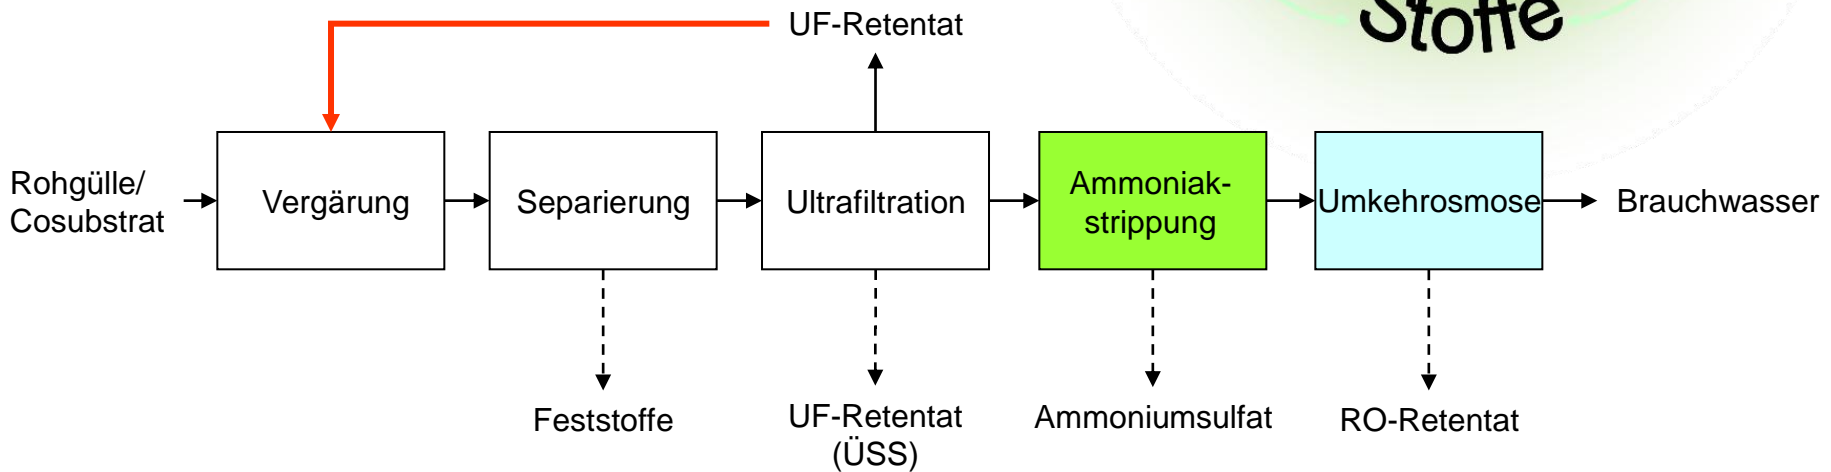 Stoffe
UF-Retentat
Rohgülle/
Cosubstrat
Vergärung
Separierung
Ultrafiltration
Ammoniak-
strippung
Umkehrosmose
Brauchwasser
Feststoffe
UF-Retentat
(ÜSS)
Ammoniumsulfat
RO-Retentat